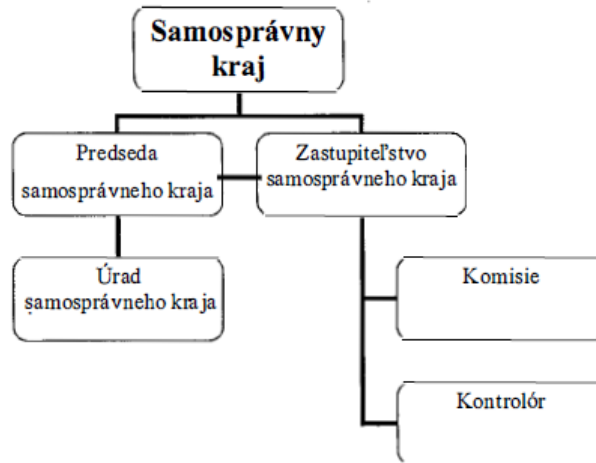 Samosprávny
kraj
Predseda
samosprávneho kraja
Zastupiteľstvo
samosprávneho kraja
Úrad
samosprávneho kraja
Komisie
Kontrolór